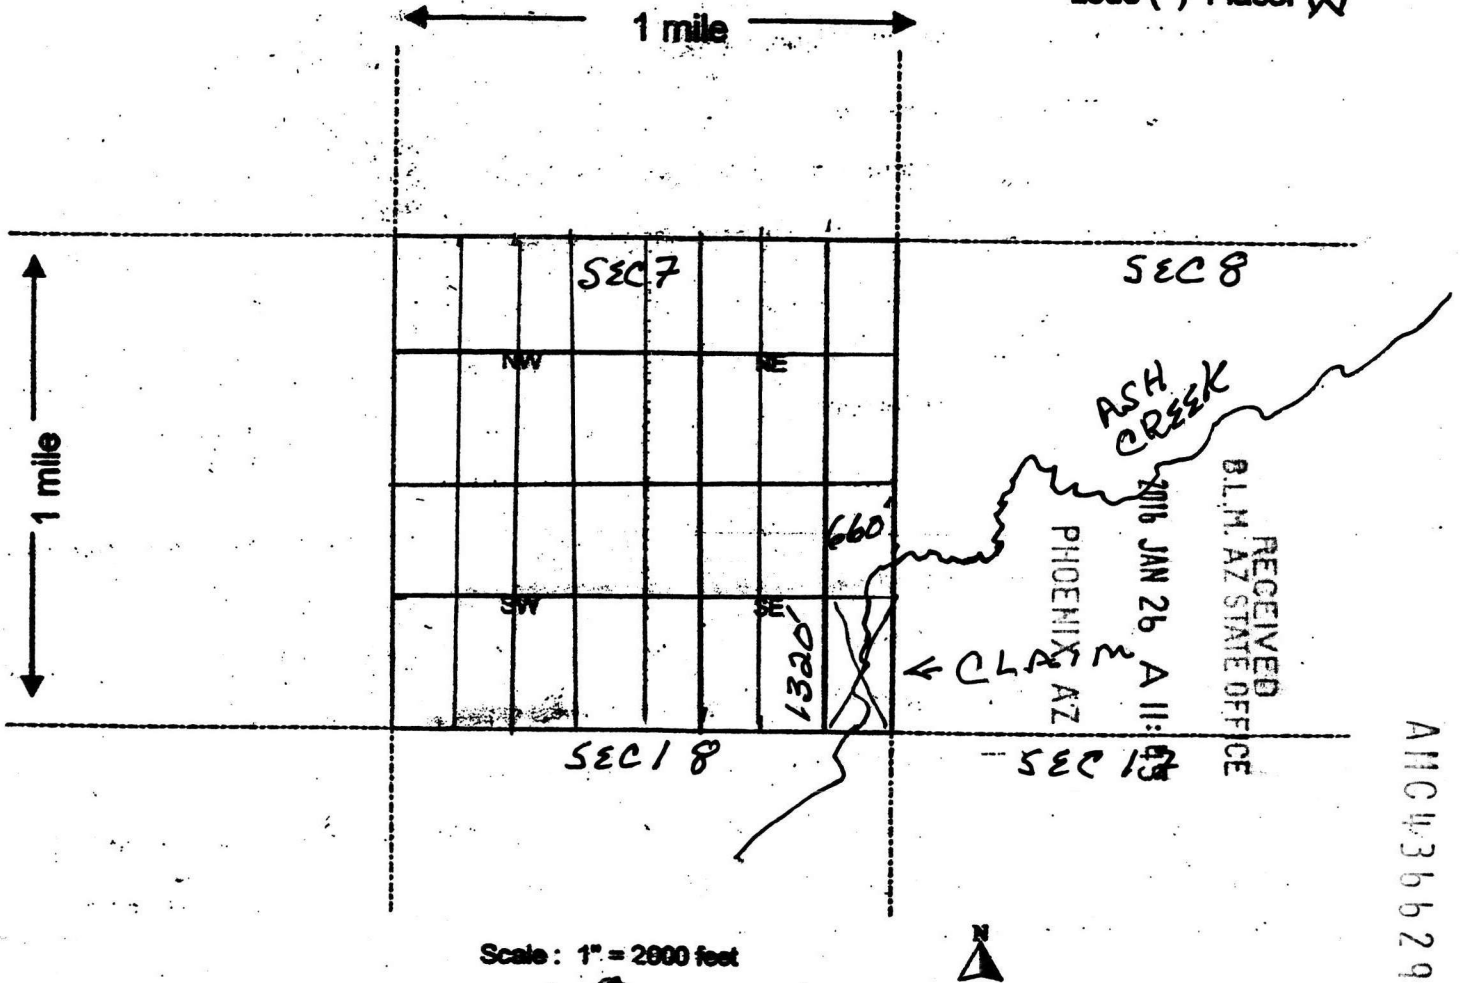 1 mile
SEC 7
SEC 8
NW
NE
ASH
CREEK
1 mile
660'
SW
SE
1320'
← CLAIM
RECEIVED
B.L.M. AZ STATE OFFICE
2016 JAN 26 A 11:
PHOENIX, AZ
SEC 18
SEC 17
Scale : 1" = 2000 feet
N